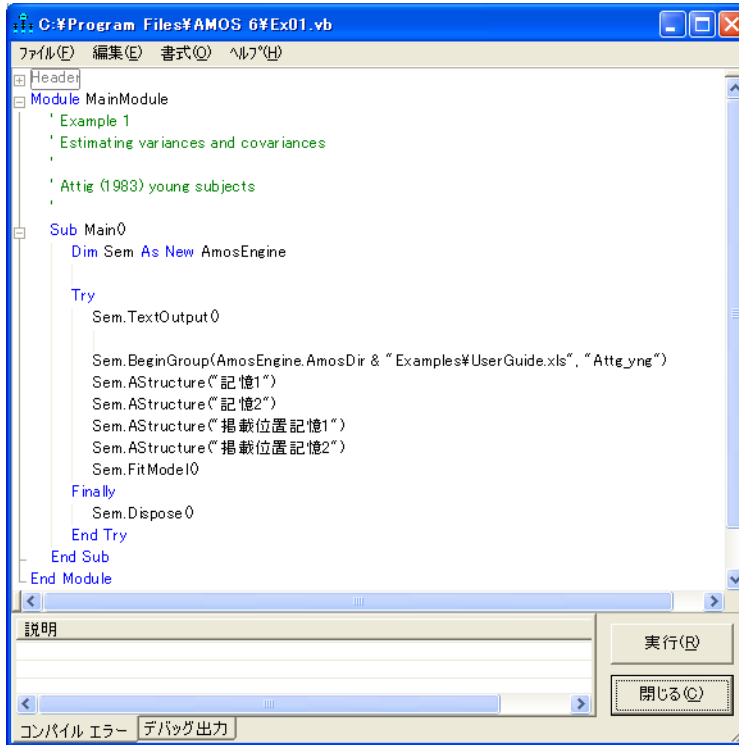 C:¥Program Files¥AMOS 6¥Ex01.vb
ファイル(F) 編集(E) 書式(O) ヘルプ(H)
Header
Module MainModule
' Example 1
' Estimating variances and covariances
'
' Attig (1983) young subjects
'
Sub Main()
Dim Sem As New AmosEngine
Try
Sem.TextOutput()
Sem.BeginGroup(AmosEngine.AmosDir & "Examples¥UserGuide.xls", "Attg_yng")
Sem.AStructure("記憶1")
Sem.AStructure("記憶2")
Sem.AStructure("掲載位置記憶1")
Sem.AStructure("掲載位置記憶2")
Sem.FitModel()
Finally
Sem.Dispose()
End Try
End Sub
End Module
説明
実行(R)
閉じる(C)
コンパイル エラー デバッグ出力